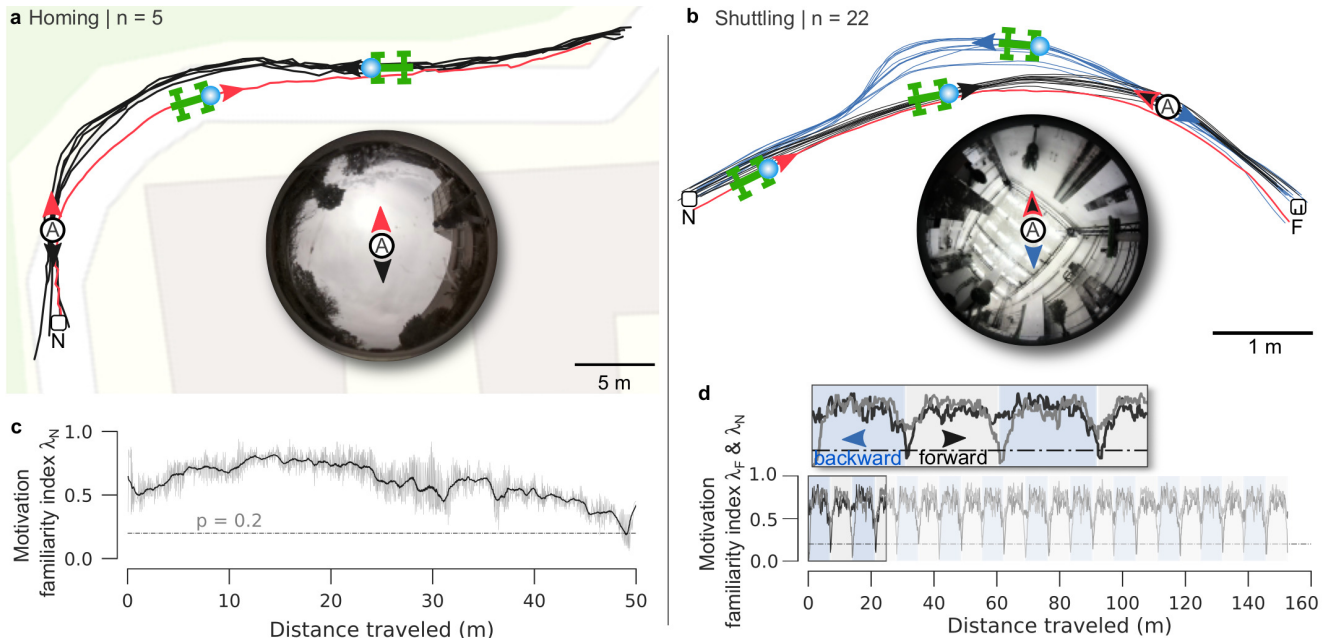 a Homing | n = 5
A
A
N
5 m
b Shuttling | n = 22
A
N
A
F
1 m
c
Motivation
familiarity index λN
1.0
0.5
0.0
p = 0.2
0 10 20 30 40 50
Distance traveled (m)
d
backward forward
Motivation
familiarity index λF & λN
1.0
0.5
0.0
0 20 40 60 80 100 120 140 160
Distance traveled (m)